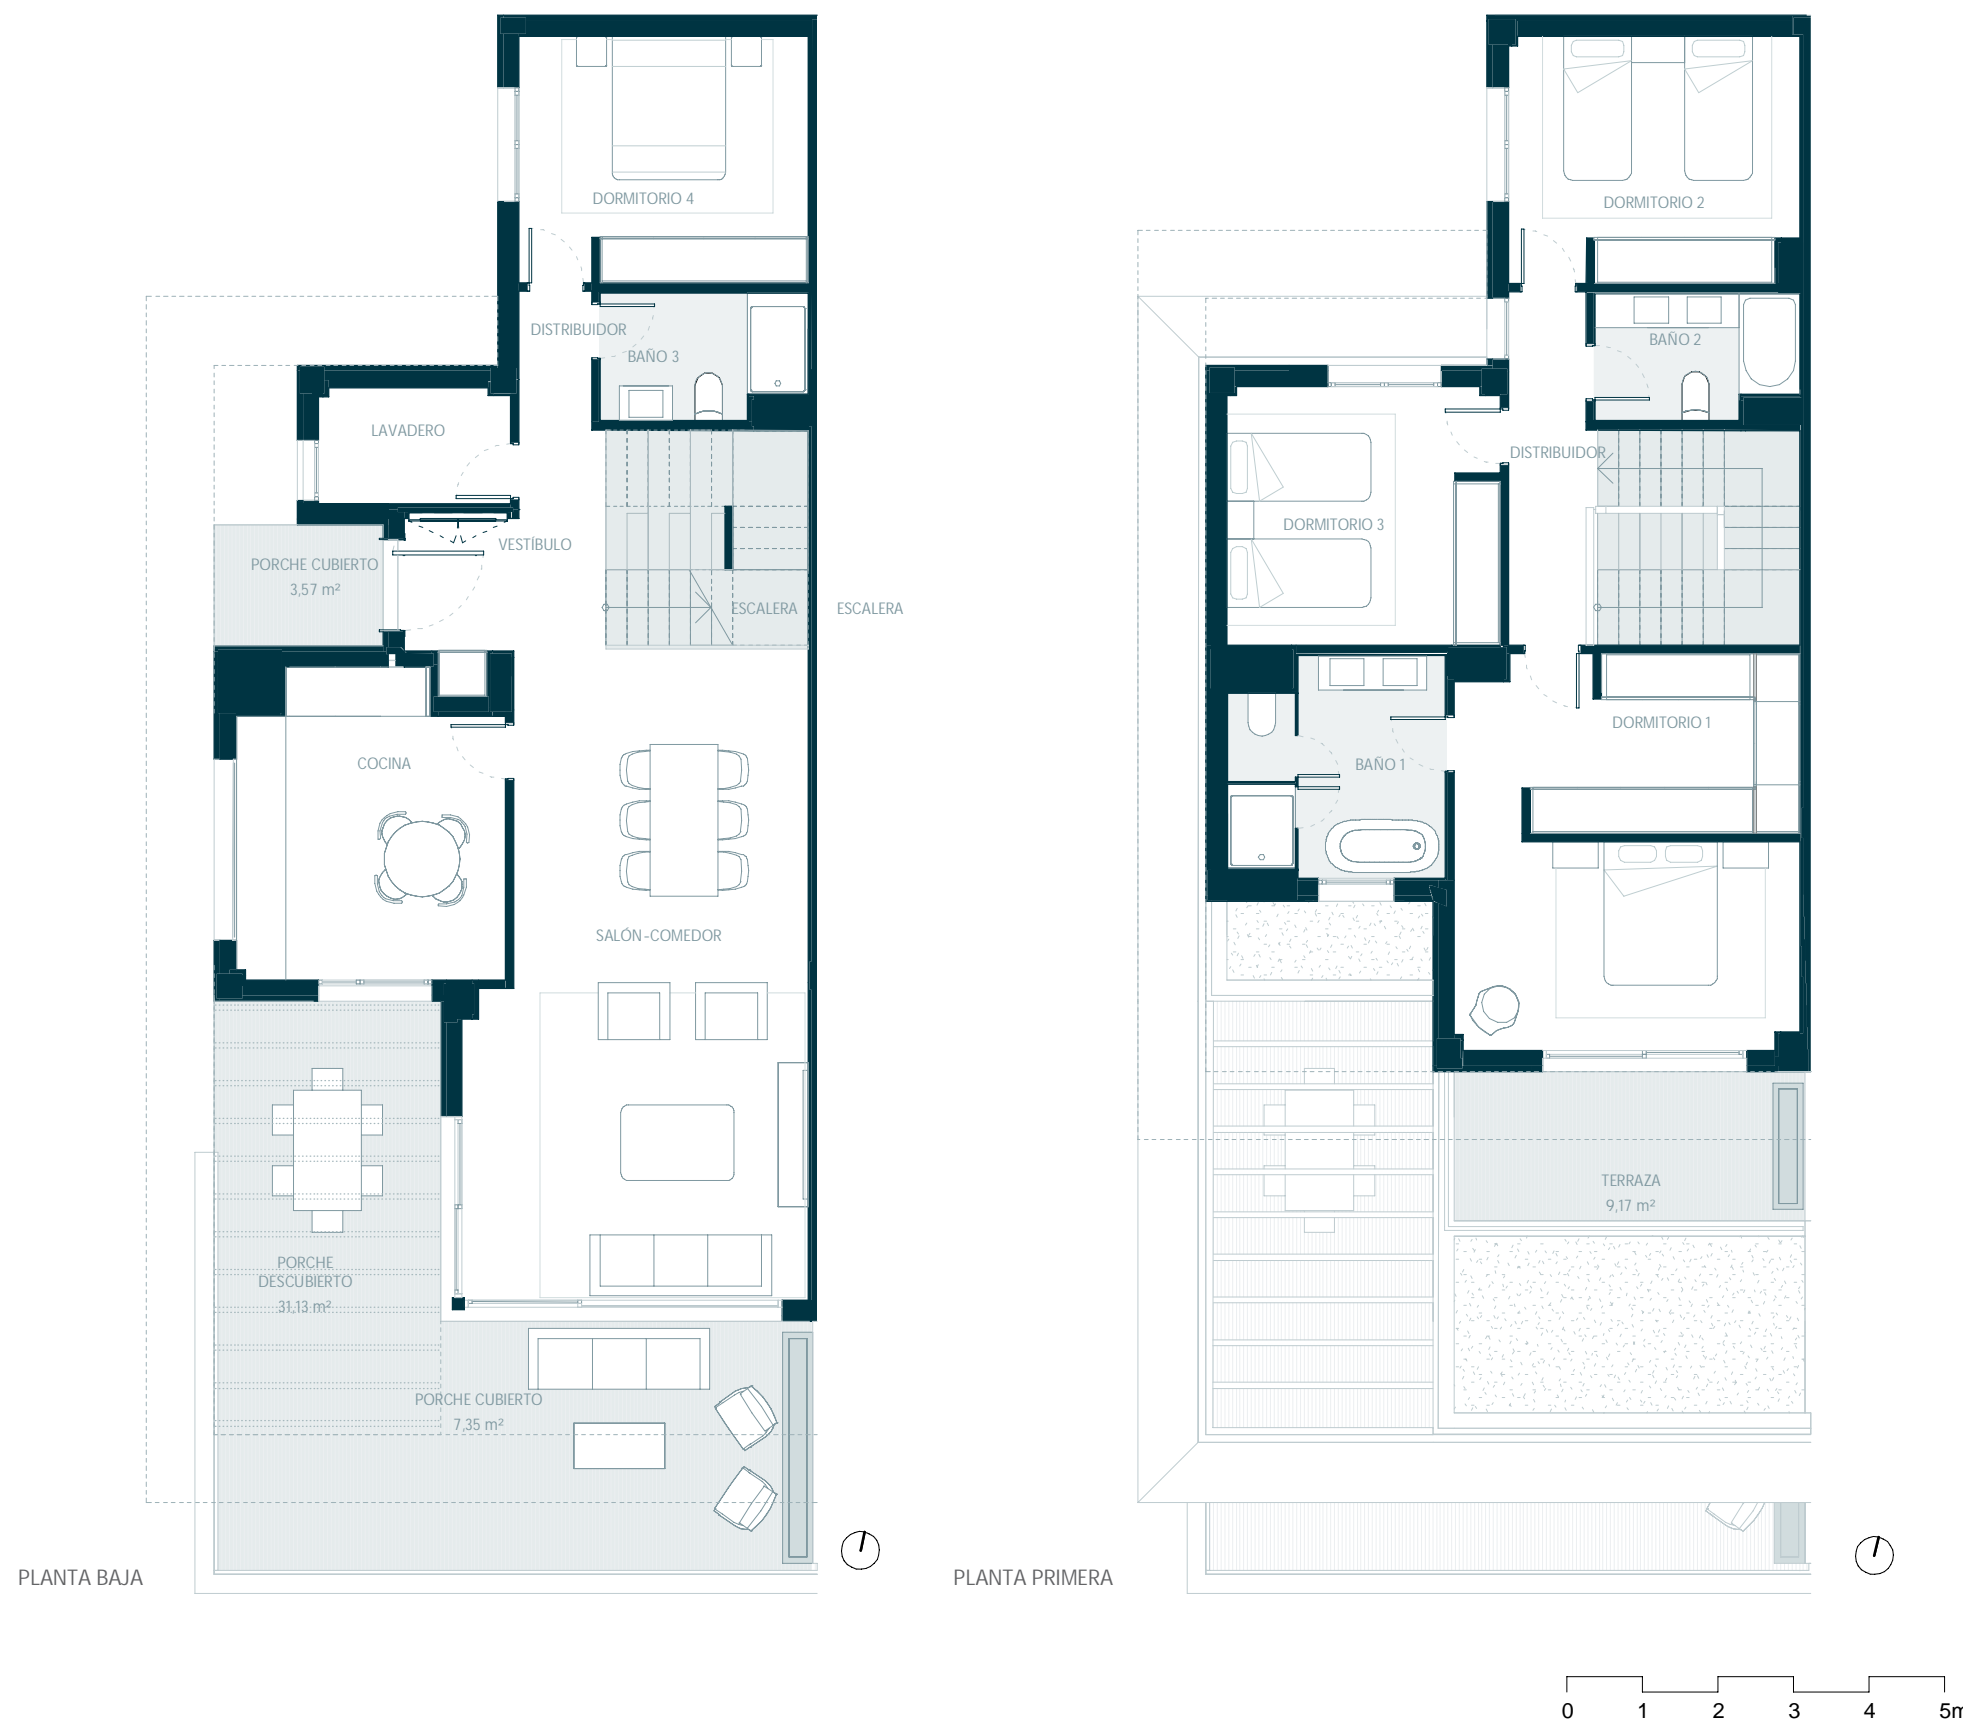 DORMITORIO 4
DISTRIBUIDOR
BAÑO 3
LAVADERO
VESTÍBULO
PORCHE CUBIERTO
3,57 m²
ESCALERA
ESCALERA
COCINA
SALÓN-COMEDOR
PORCHE
DESCUBIERTO
31,13 m²
PORCHE CUBIERTO
7,35 m²
PLANTA BAJA
DORMITORIO 2
BAÑO 2
DISTRIBUIDOR
DORMITORIO 3
DORMITORIO 1
BAÑO 1
TERRAZA
9,17 m²
PLANTA PRIMERA
0 1 2 3 4 5m